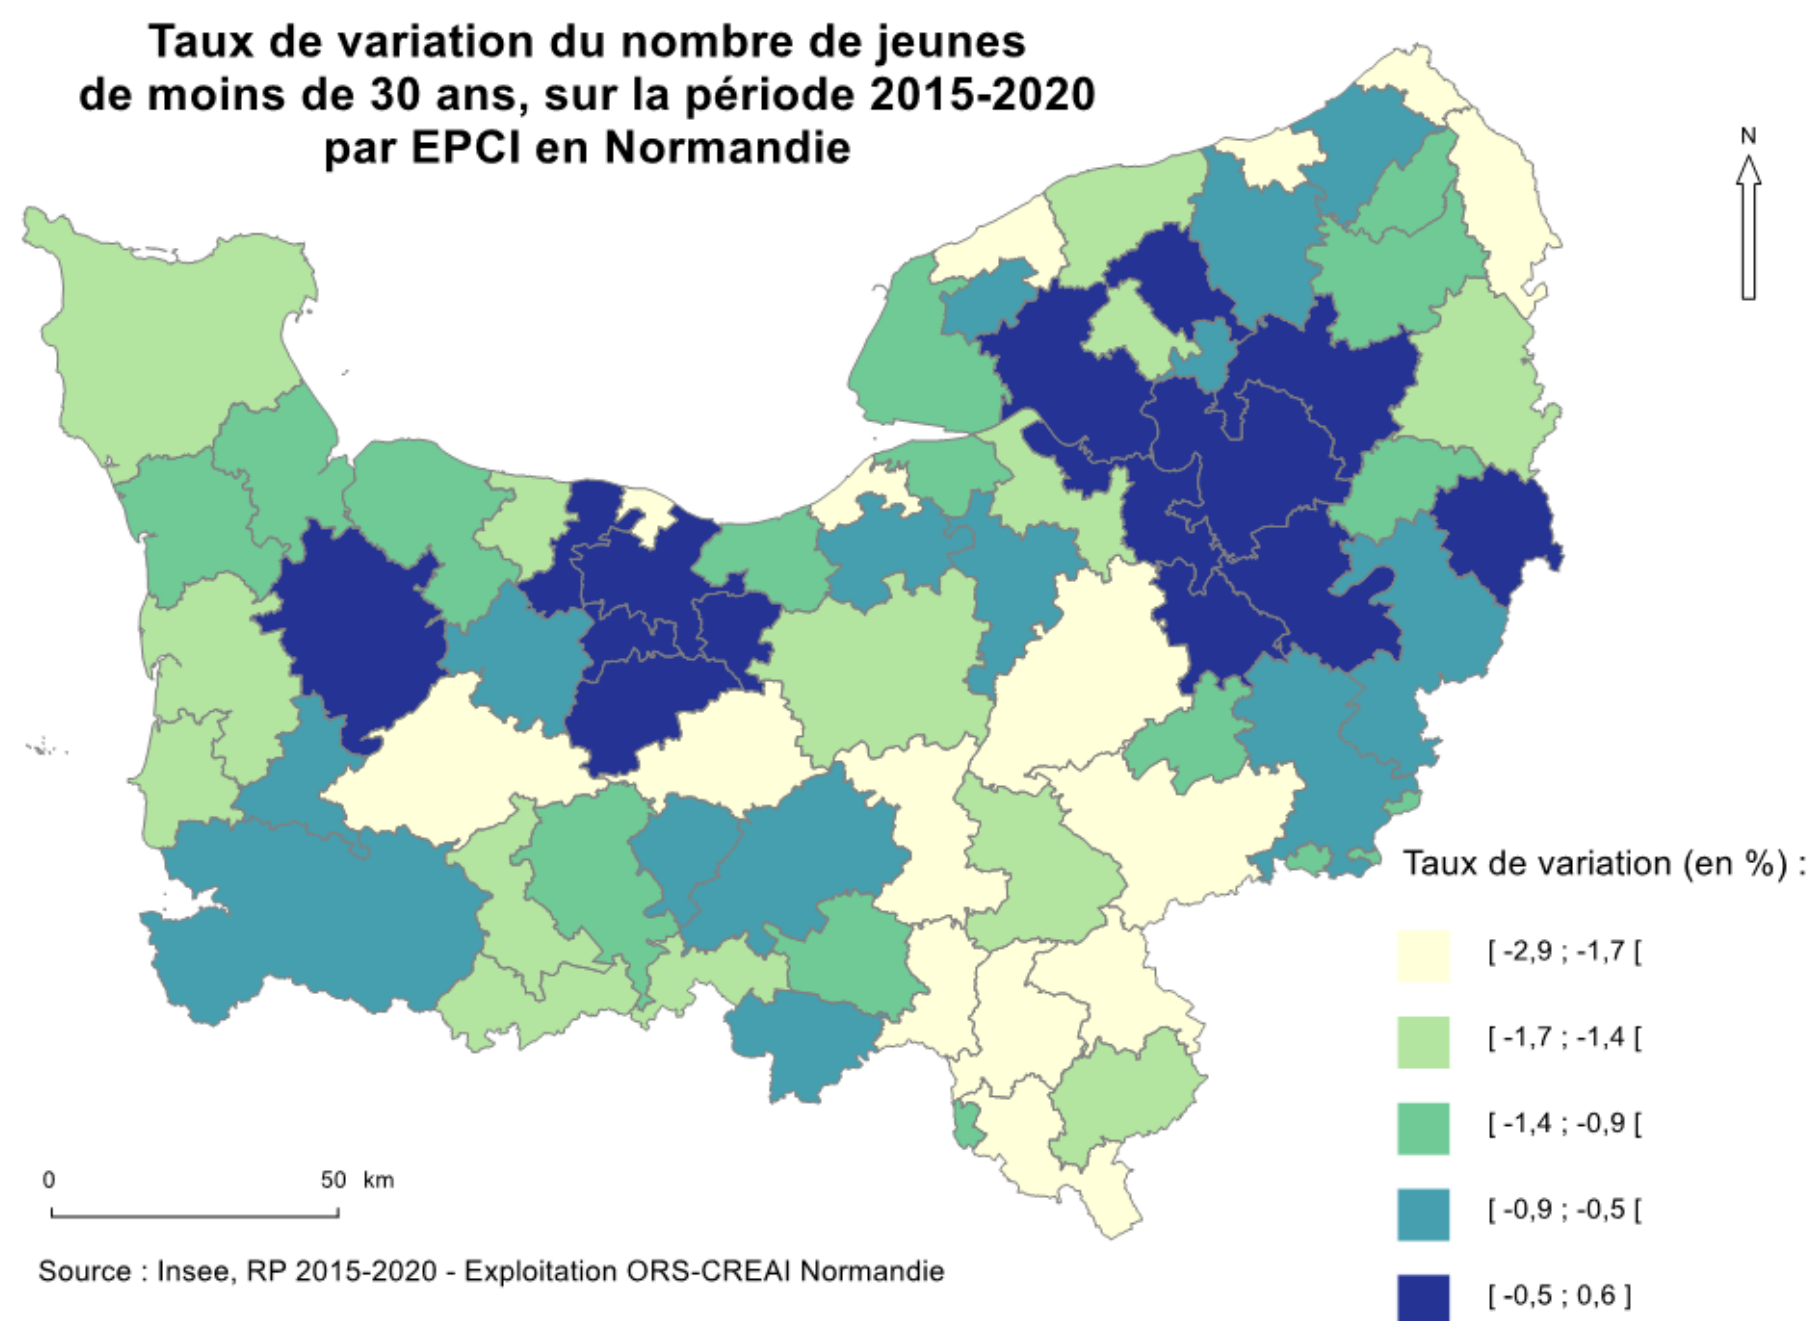 Taux de variation du nombre de jeunes
de moins de 30 ans, sur la période 2015-2020
par EPCI en Normandie
N
Taux de variation (en %) :
[ -2,9 ; -1,7 [
[ -1,7 ; -1,4 [
[ -1,4 ; -0,9 [
[ -0,9 ; -0,5 [
[ -0,5 ; 0,6 ]
0 50 km
Source : Insee, RP 2015-2020 - Exploitation ORS-CREAI Normandie